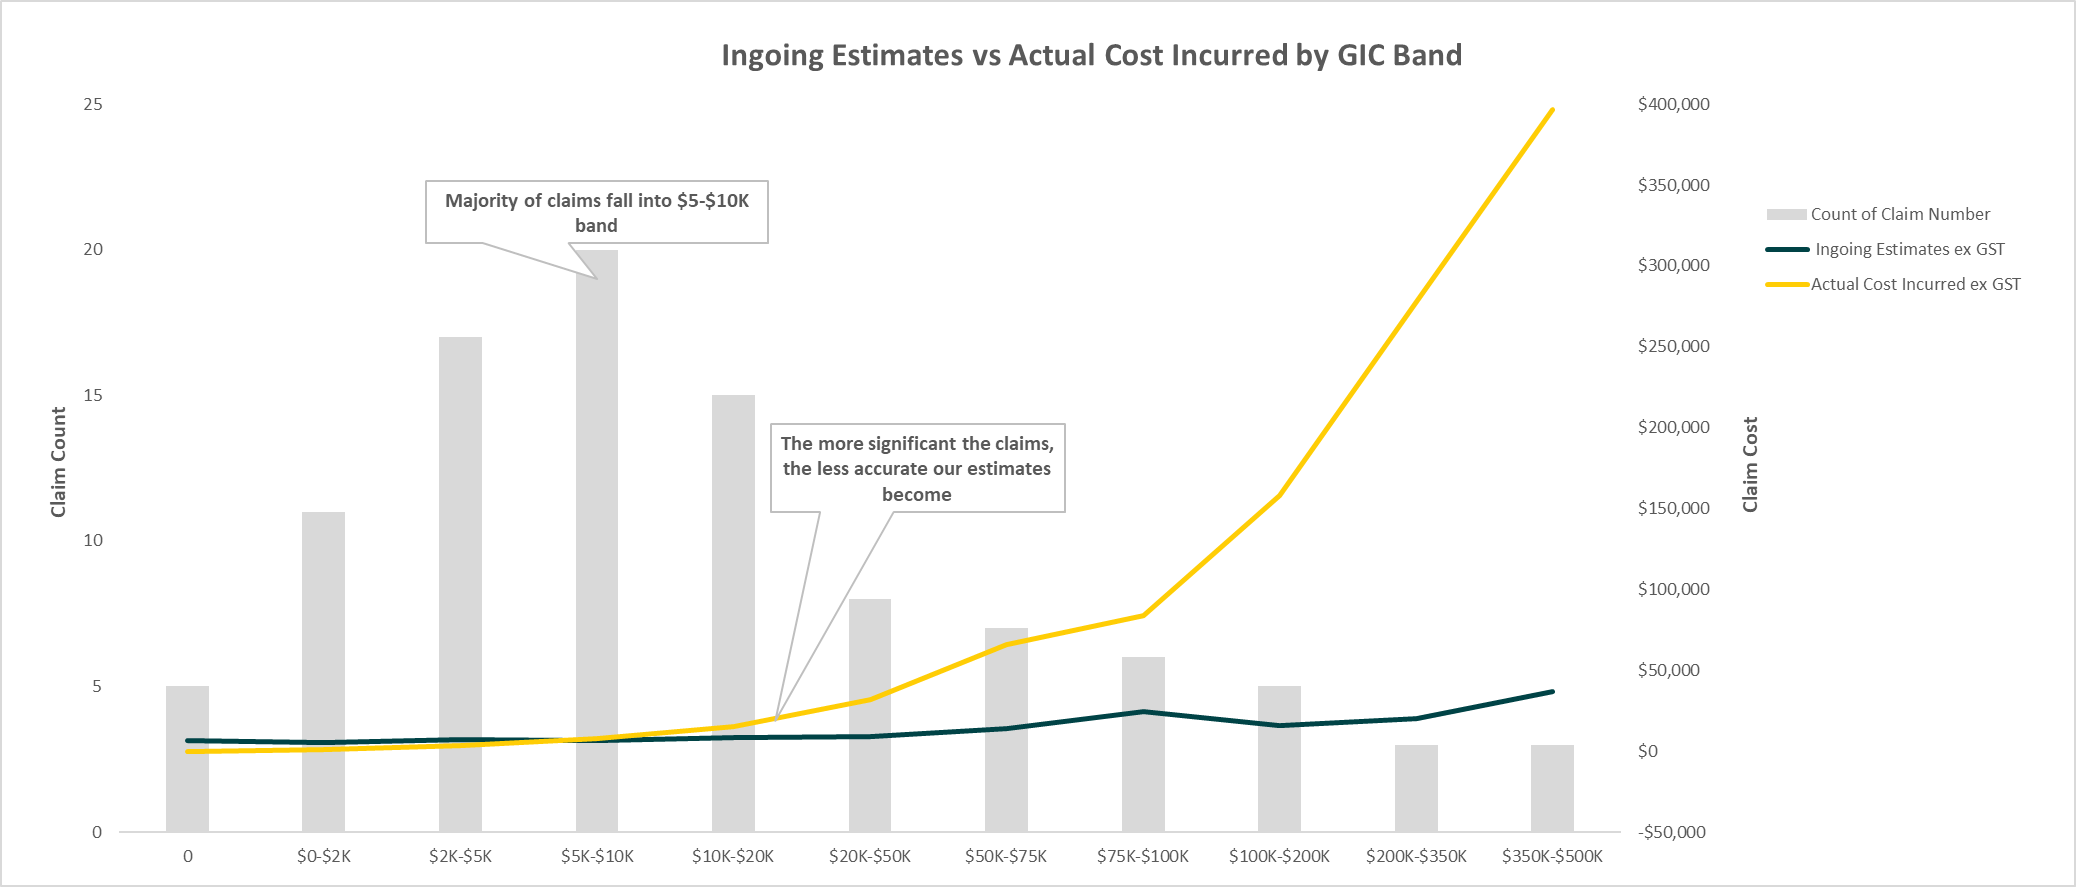 Ingoing Estimates vs Actual Cost Incurred by GIC Band
25
20
15
10
5
0
Claim Count
Majority of claims fall into $5-$10K
band
The more significant the claims,
the less accurate our estimates
become
$400,000
$350,000
$300,000
$250,000
$200,000
$150,000
$100,000
$50,000
$0
-$50,000
Claim Cost
Count of Claim Number
Ingoing Estimates ex GST
Actual Cost Incurred ex GST
0
$0-$2K
$2K-$5K
$5K-$10K
$10K-$20K
$20K-$50K
$50K-$75K
$75K-$100K
$100K-$200K
$200K-$350K
$350K-$500K